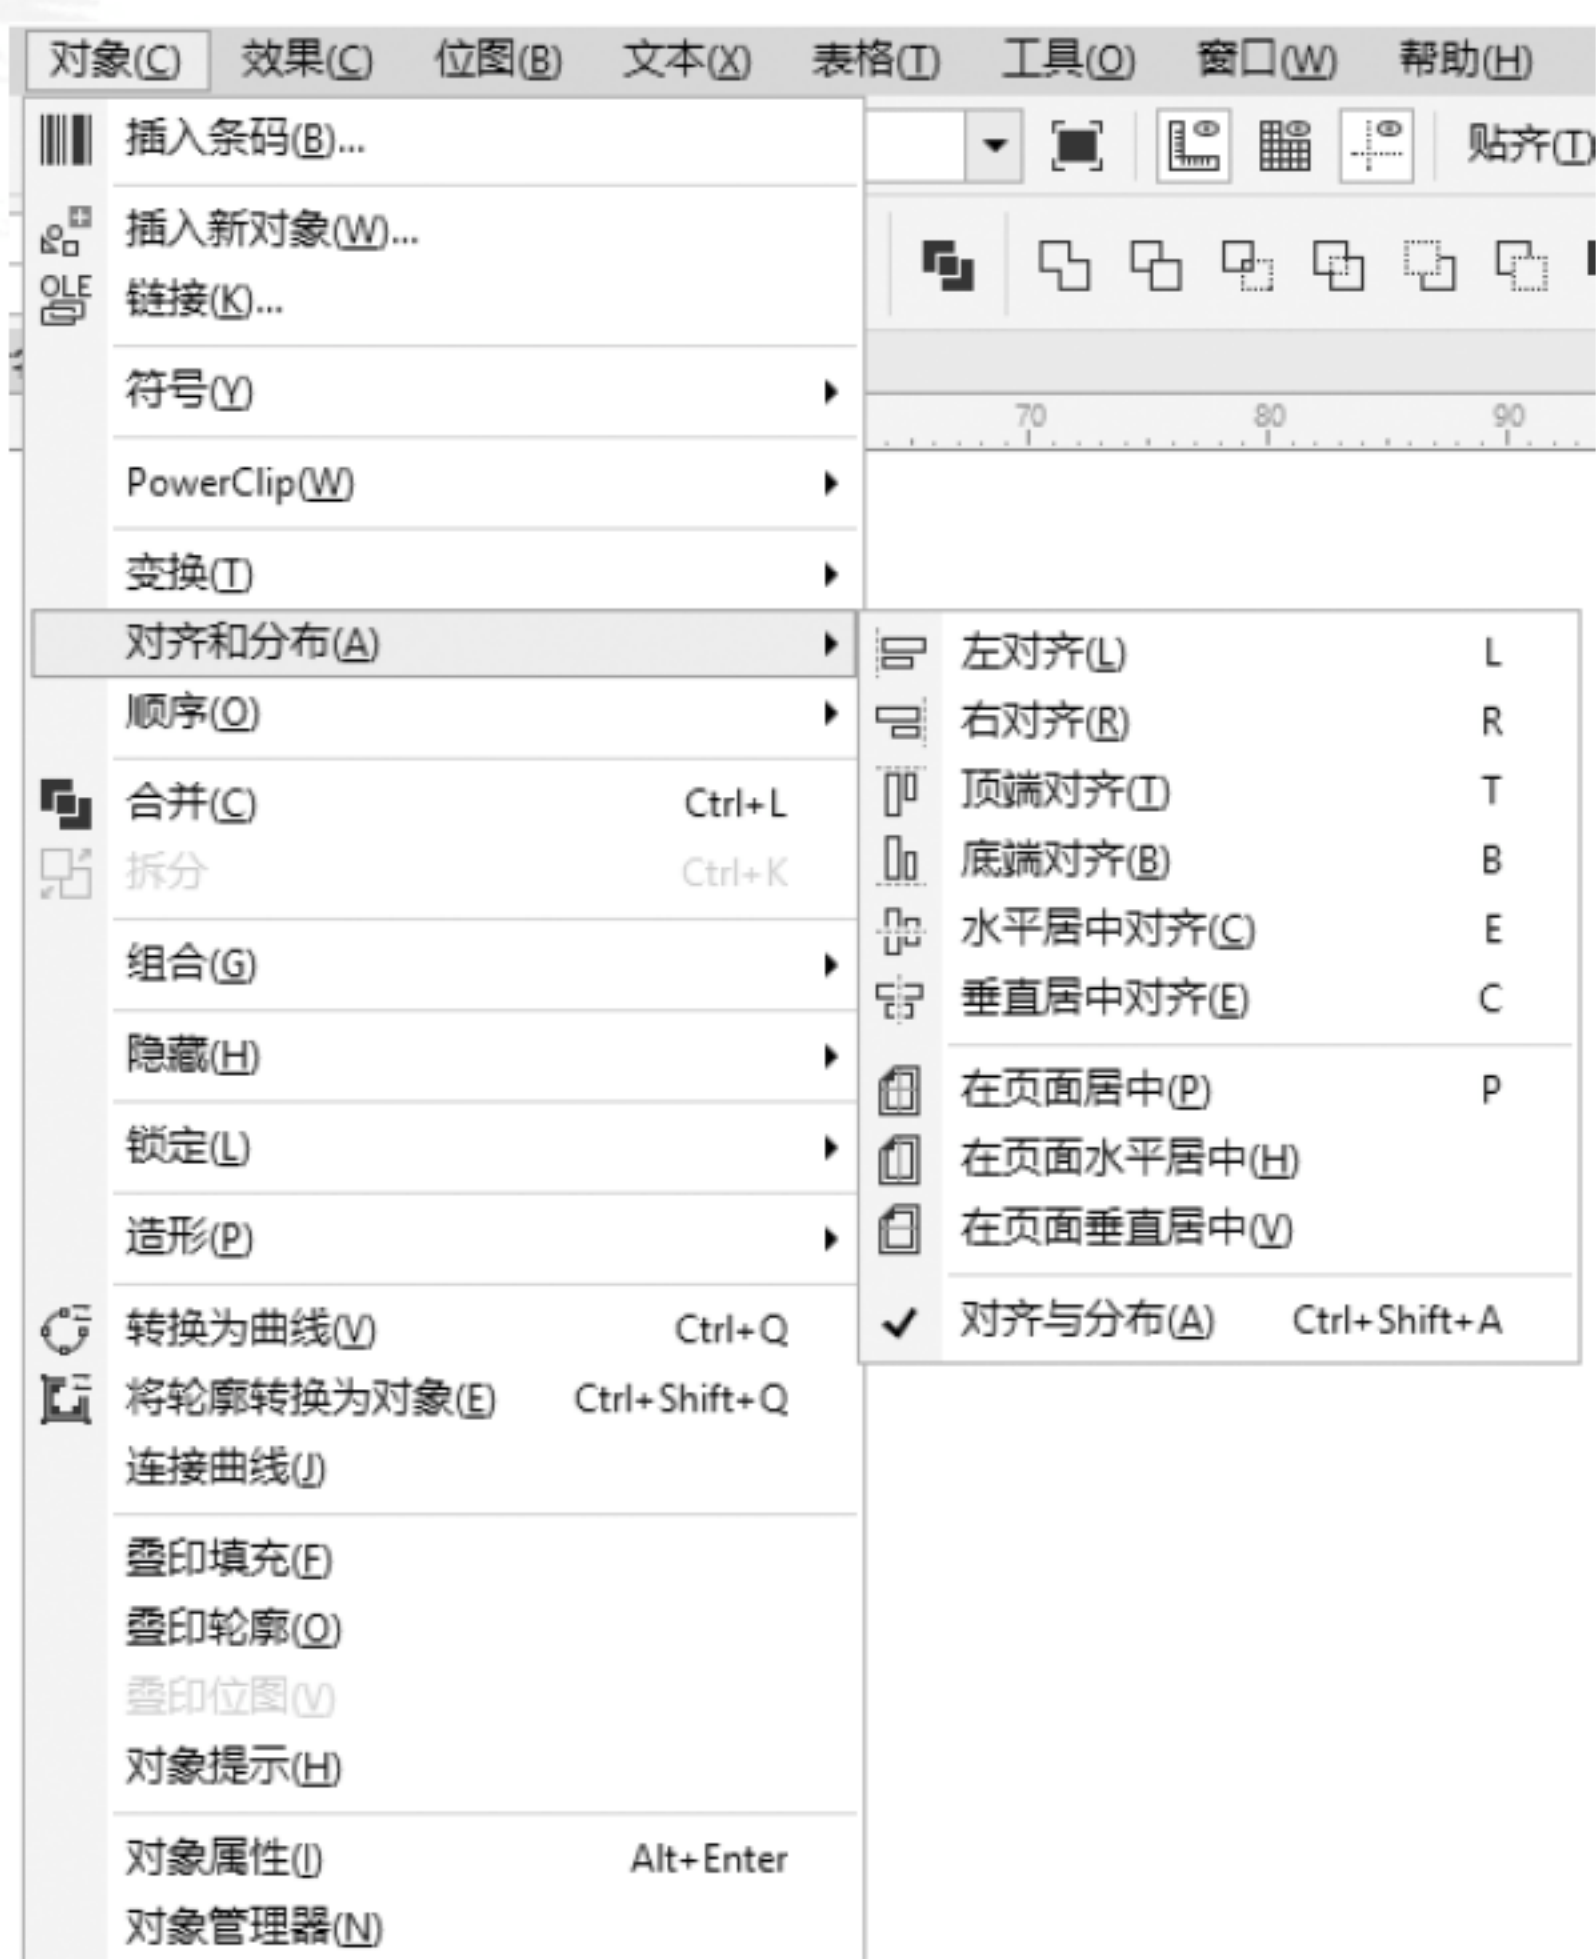 对象(C) 效果(C) 位图(B) 文本(X) 表格(T) 工具(O) 窗口(W) 帮助(H)
插入条码(B)...
贴齐(T)
插入新对象(W)...
OLE 链接(K)...
符号(Y)
70 80 90
PowerClip(W)
变换(T)
对齐和分布(A)
顺序(O)
合并(C) Ctrl+L
拆分 Ctrl+K
组合(G)
隐藏(H)
锁定(L)
造形(P)
转换为曲线(V) Ctrl+Q
将轮廓转换为对象(E) Ctrl+Shift+Q
连接曲线(J)
叠印填充(F)
叠印轮廓(O)
叠印位图(V)
对象提示(H)
对象属性(I) Alt+Enter
对象管理器(N)
左对齐(L) L
右对齐(R) R
顶端对齐(T) T
底端对齐(B) B
水平居中对齐(C) E
垂直居中对齐(E) C
在页面居中(P) P
在页面水平居中(H)
在页面垂直居中(V)
对齐与分布(A) Ctrl+Shift+A